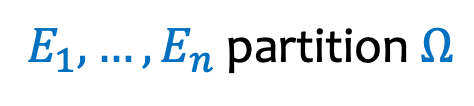 E₁, … , Eₙ partition Ω